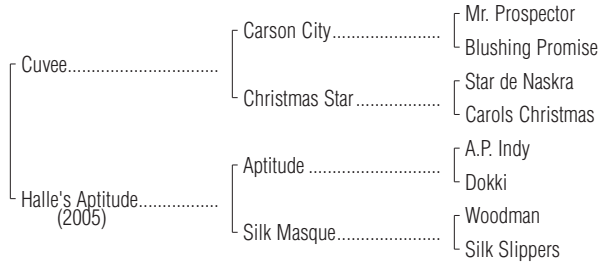 Mr. Prospector
Carson City..................
Blushing Promise
Cuvee................................
Star de Naskra
Christmas Star..............
Carols Christmas
A.P. Indy
Aptitude ......................
Dokki
Halle's Aptitude.................
(2005)
Woodman
Silk Masque..................
Silk Slippers